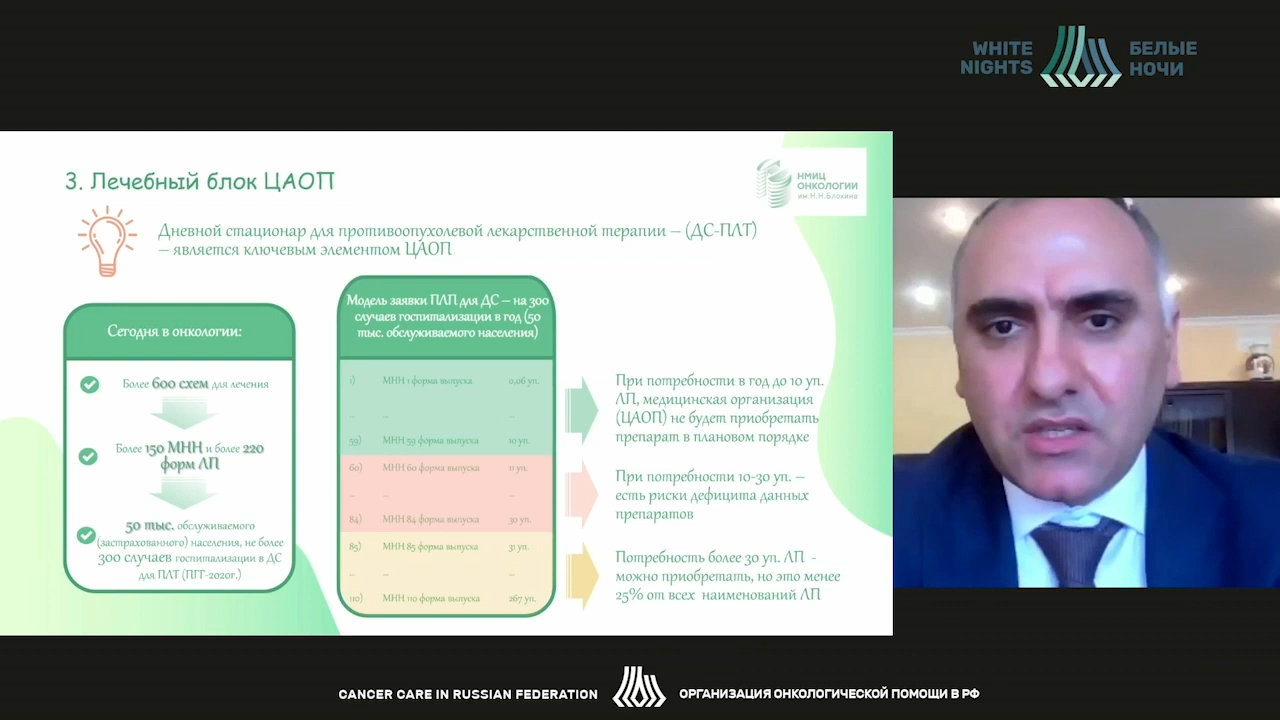 WHITE
NIGHTS
БЕЛЫЕ
НОЧИ
3. Лечебный блок ЦАОП
НМИЦ
ОНКОЛОГИИ
им.Н.Н.Блохина
Дневной стационар для противоопухолевой лекарственной терапии – (ДС-ПЛТ)
– является ключевым элементом ЦАОП
Сегодня в онкологии:
Более 600 схем для лечения
Более 150 МНН и более 220
форм ЛП
50 тыс. обслуживаемого
(застрахованного) населения, не более
300 случаев госпитализации в ДС
для ПЛТ (ПГГ-2020г.)
Модель заявки ПЛП для ДС – на 300
случаев госпитализации в год (50
тыс. обслуживаемого населения)
1) МНН 1 форма выпуска 0,06 уп.
... ... ...
59) МНН 59 форма выпуска 10 уп.
60) МНН 60 форма выпуска 11 уп.
... ... ...
84) МНН 84 форма выпуска 30 уп.
85) МНН 85 форма выпуска 31 уп.
... ... ...
110) МНН 110 форма выпуска 267 уп.
При потребности в год до 10 уп.
ЛП, медицинская организация
(ЦАОП) не будет приобретать
препарат в плановом порядке
При потребности 10-30 уп. –
есть риски дефицита данных
препаратов
Потребность более 30 уп. ЛП -
можно приобретать, но это менее
25% от всех наименований ЛП
CANCER CARE IN RUSSIAN FEDERATION
ОРГАНИЗАЦИЯ ОНКОЛОГИЧЕСКОЙ ПОМОЩИ В РФ